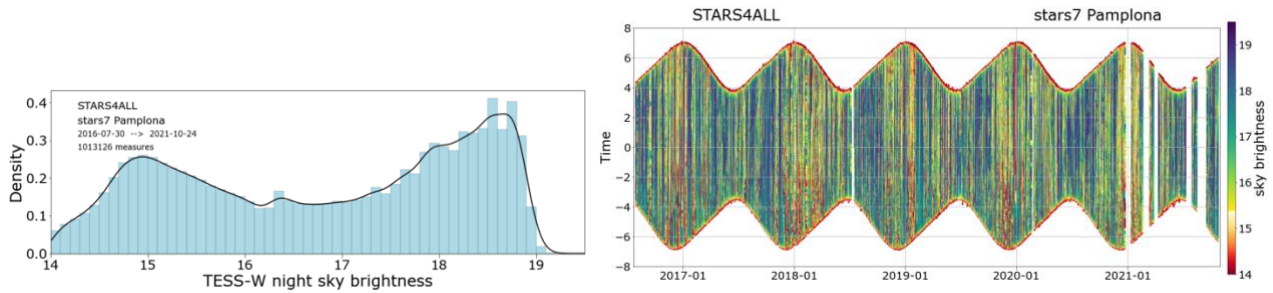 STARS4ALL
stars7 Pamplona
2016-07-30 --> 2021-10-24
1013126 measures
Density
0.4
0.3
0.2
0.1
0.0
14 15 16 17 18 19
TESS-W night sky brightness
STARS4ALL stars7 Pamplona
Time
8
6
4
2
0
−2
−4
−6
−8
2017-01 2018-01 2019-01 2020-01 2021-01
19
18
17
16
15
14
sky brightness